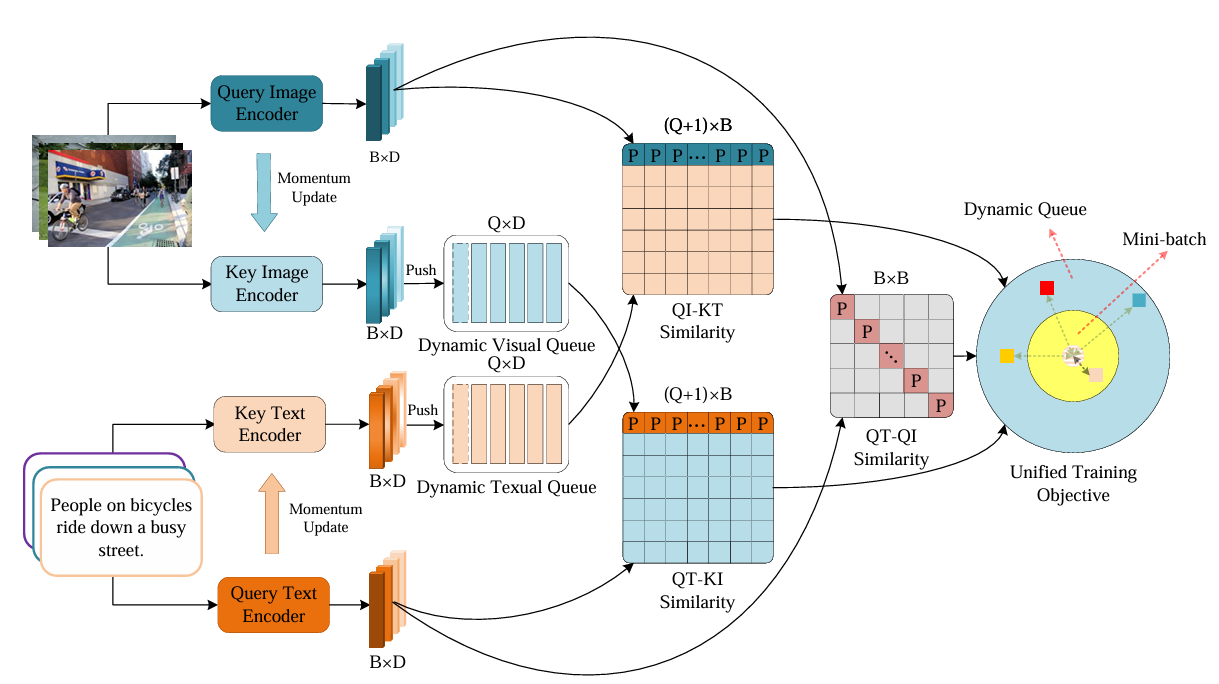 Query Image
Encoder
B×D
Momentum
Update
Key Image
Encoder
B×D
Push
Q×D
Dynamic Visual Queue
Q×D
Key Text
Encoder
B×D
Push
Dynamic Texual Queue
People on bicycles
ride down a busy
street.
Momentum
Update
Query Text
Encoder
B×D
(Q+1)×B
P P P ··· P P P
QI-KT
Similarity
(Q+1)×B
P P P ··· P P P
QT-KI
Similarity
B×B
P
P
⋱
P
P
QT-QI
Similarity
Dynamic Queue
Mini-batch
Unified Training
Objective